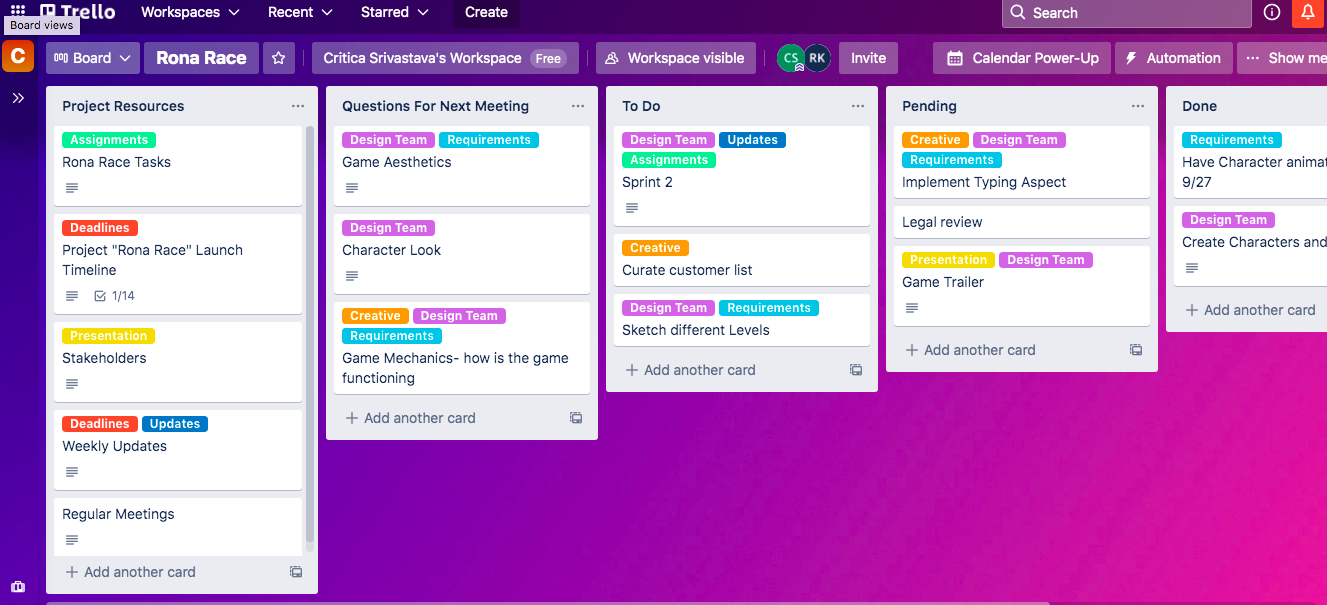 Trello
Workspaces
Recent
Starred
Create
Search
Board views
C
Board
Rona Race
Critica Srivastava's Workspace Free
Workspace visible
CS
RK
Invite
Calendar Power-Up
Automation
Show me
Project Resources
Assignments
Rona Race Tasks
Deadlines
Project "Rona Race" Launch
Timeline
1/14
Presentation
Stakeholders
Deadlines Updates
Weekly Updates
Regular Meetings
+ Add another card
Questions For Next Meeting
Design Team Requirements
Game Aesthetics
Design Team
Character Look
Creative Design Team
Requirements
Game Mechanics- how is the game
functioning
+ Add another card
To Do
Design Team Updates
Assignments
Sprint 2
Creative
Curate customer list
Design Team Requirements
Sketch different Levels
+ Add another card
Pending
Creative Design Team
Requirements
Implement Typing Aspect
Legal review
Presentation Design Team
Game Trailer
+ Add another card
Done
Requirements
Have Character animat
9/27
Design Team
Create Characters and
+ Add another card